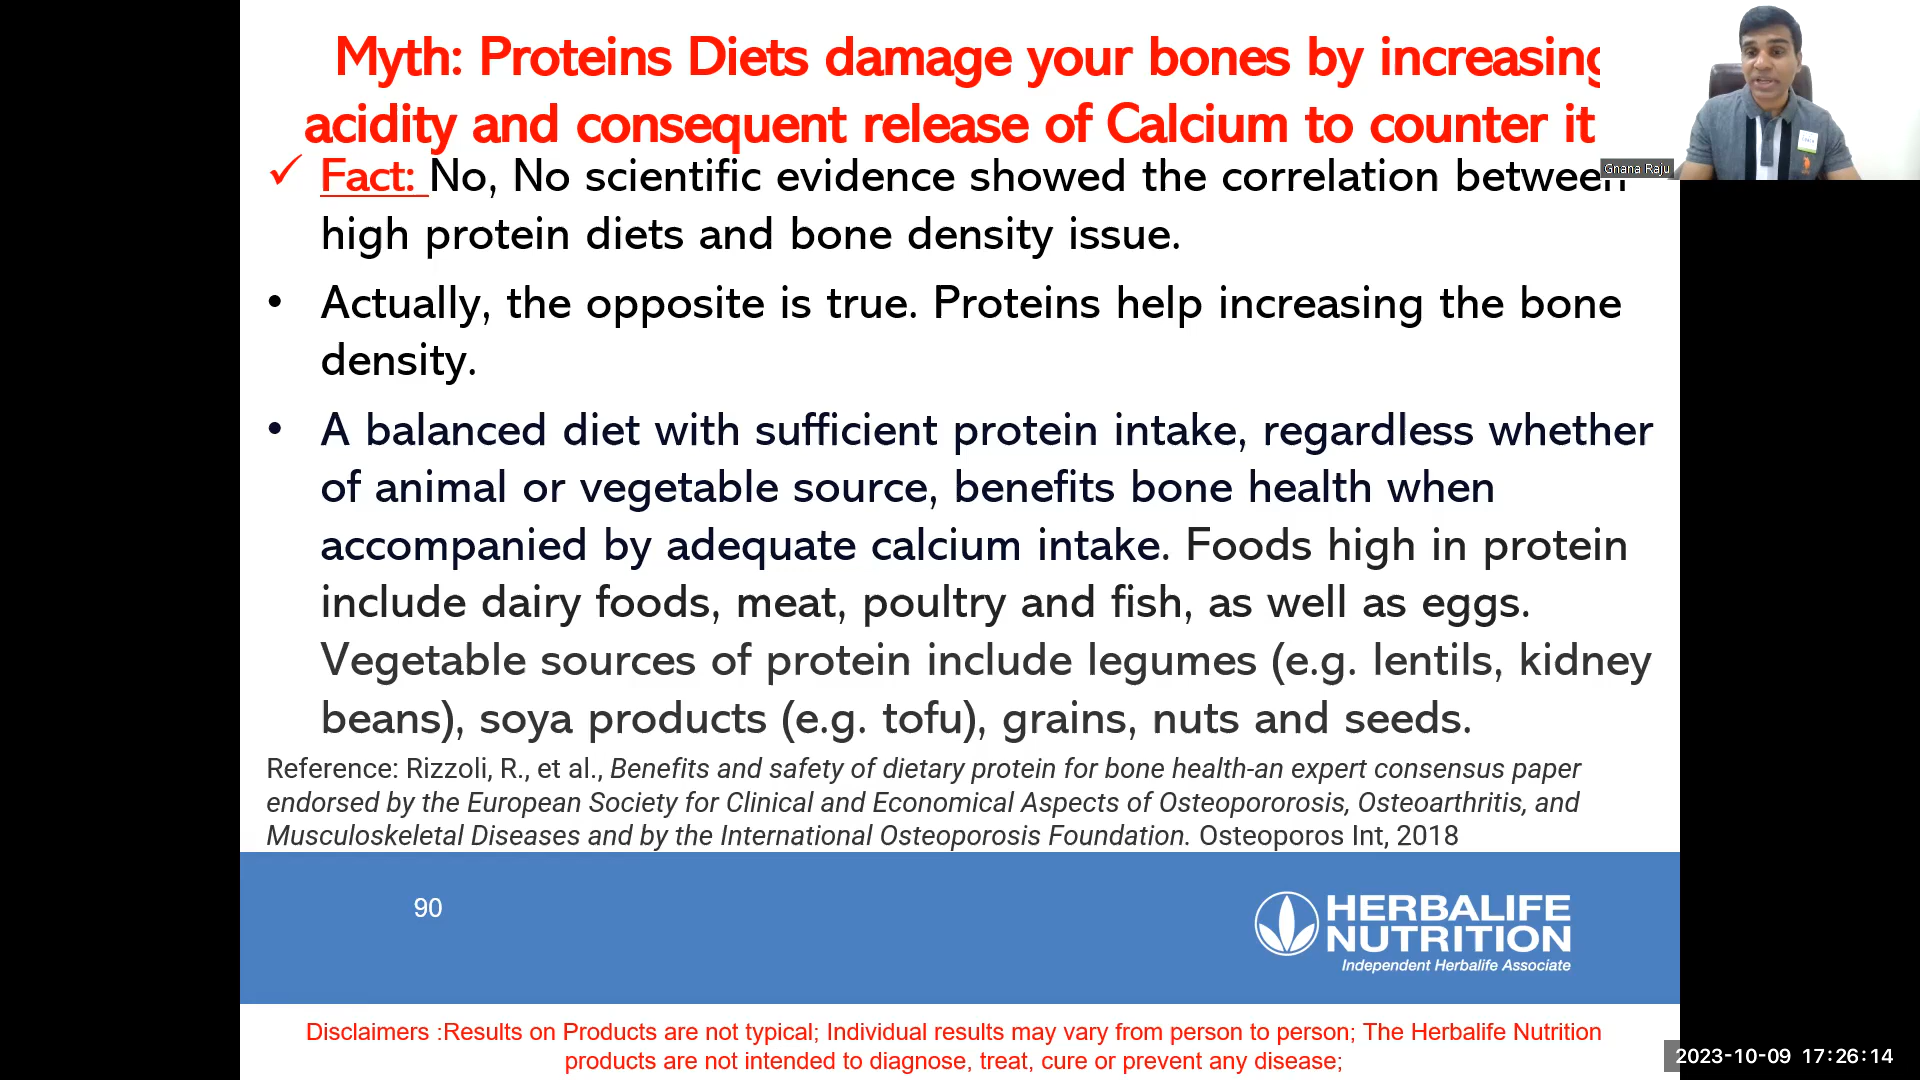 Myth: Proteins Diets damage your bones by increasing
acidity and consequent release of Calcium to counter it
✓ Fact: No, No scientific evidence showed the correlation between
high protein diets and bone density issue.
• Actually, the opposite is true. Proteins help increasing the bone
density.
• A balanced diet with sufficient protein intake, regardless whether
of animal or vegetable source, benefits bone health when
accompanied by adequate calcium intake. Foods high in protein
include dairy foods, meat, poultry and fish, as well as eggs.
Vegetable sources of protein include legumes (e.g. lentils, kidney
beans), soya products (e.g. tofu), grains, nuts and seeds.
Reference: Rizzoli, R., et al., Benefits and safety of dietary protein for bone health-an expert consensus paper
endorsed by the European Society for Clinical and Economical Aspects of Osteopororosis, Osteoarthritis, and
Musculoskeletal Diseases and by the International Osteoporosis Foundation. Osteoporos Int, 2018
90
HERBALIFE
NUTRITION
Independent Herbalife Associate
Disclaimers :Results on Products are not typical; Individual results may vary from person to person; The Herbalife Nutrition
products are not intended to diagnose, treat, cure or prevent any disease;
Gnana Raju
2023-10-09 17:26:14